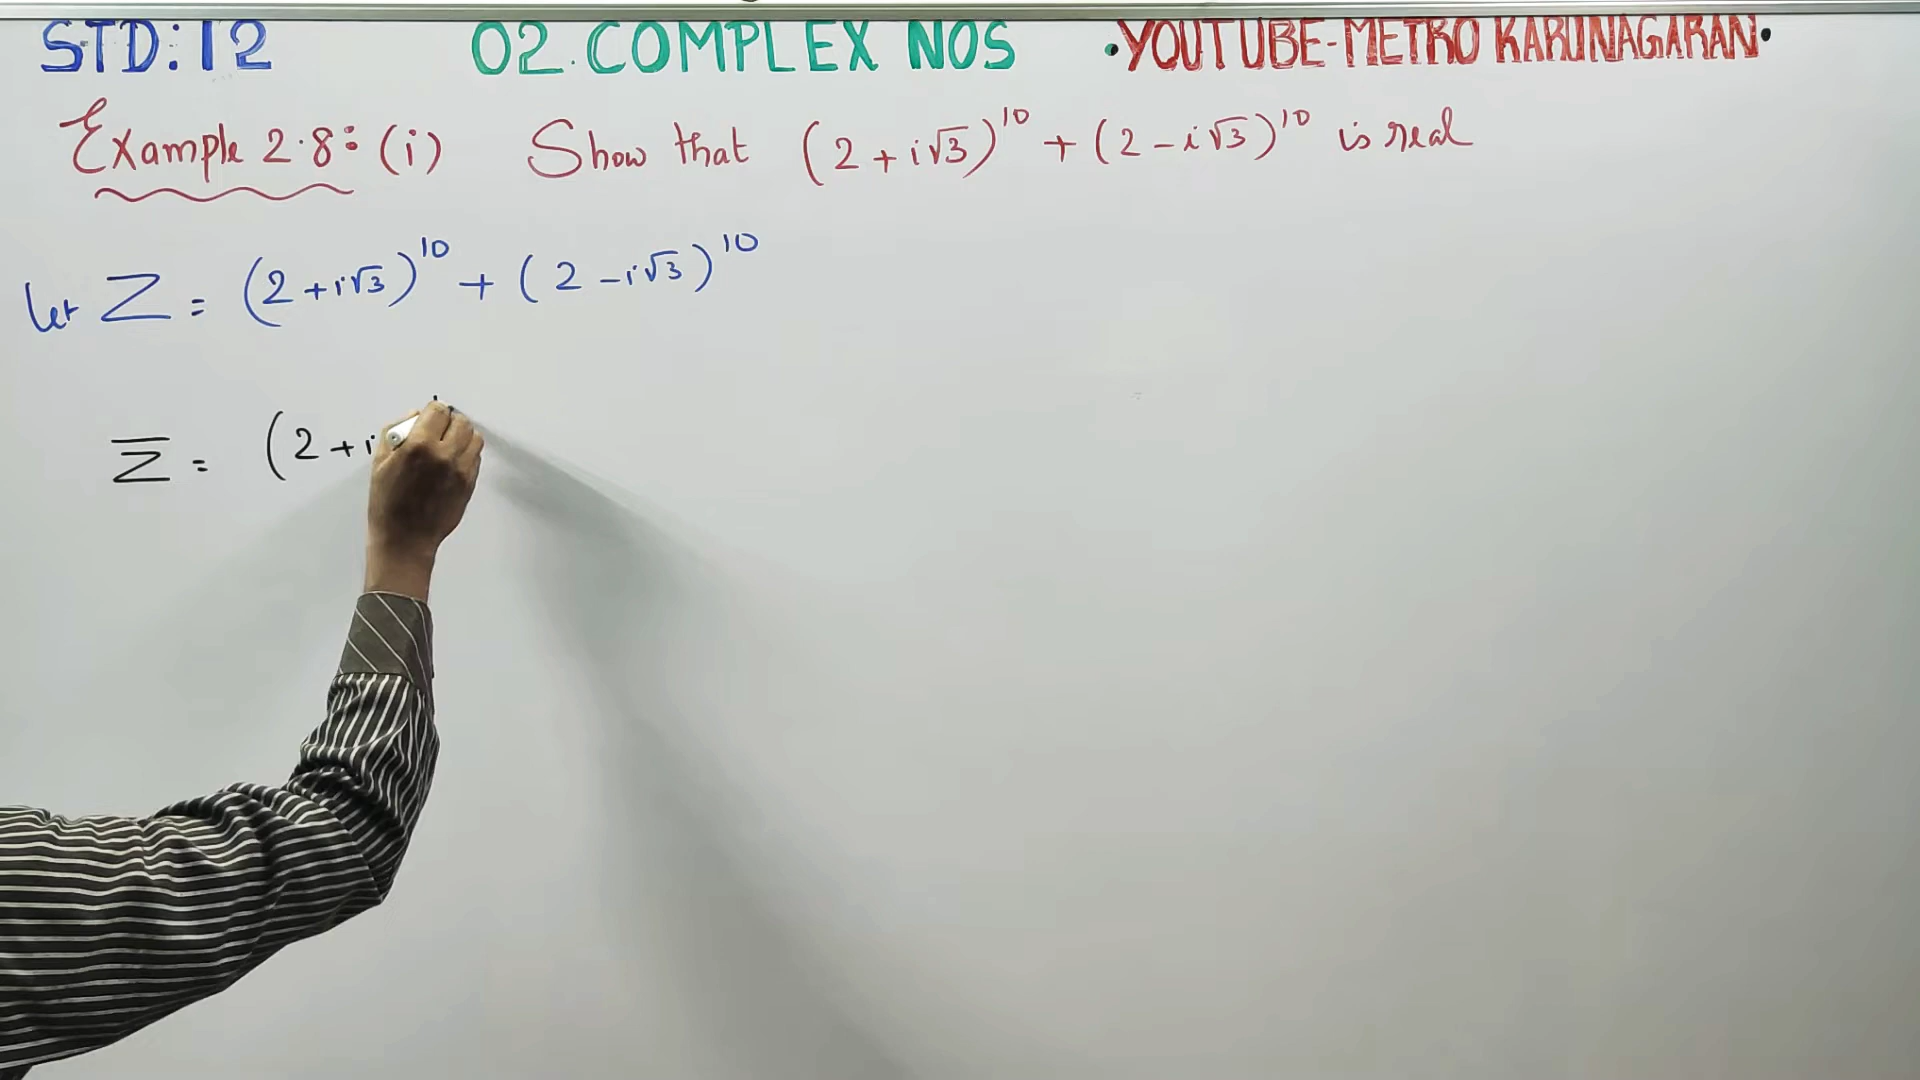 STD:12 02.COMPLEX NOS •YOUTUBE-METRO KARUNAGARAN•
Example 2.8: (i) Show that (2+i√3)¹⁰ + (2-i√3)¹⁰ is real
let Z = (2+i√3)¹⁰ + (2-i√3)¹⁰
Z̅ = (2+i